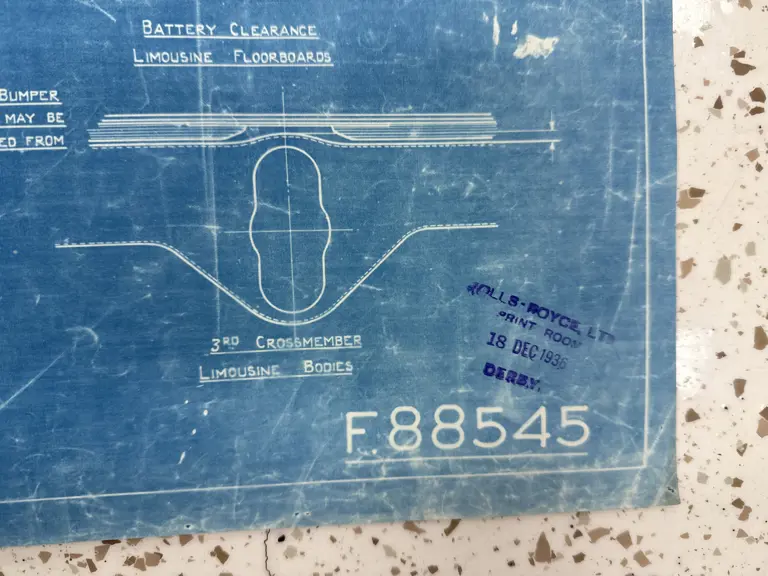 BATTERY CLEARANCE
LIMOUSINE FLOORBOARDS
BUMPER
MAY BE
ED FROM
3RD CROSSMEMBER
LIMOUSINE BODIES
ROLLS-ROYCE, LTD
PRINT ROOM
18 DEC 1936
DERBY.
F.88545